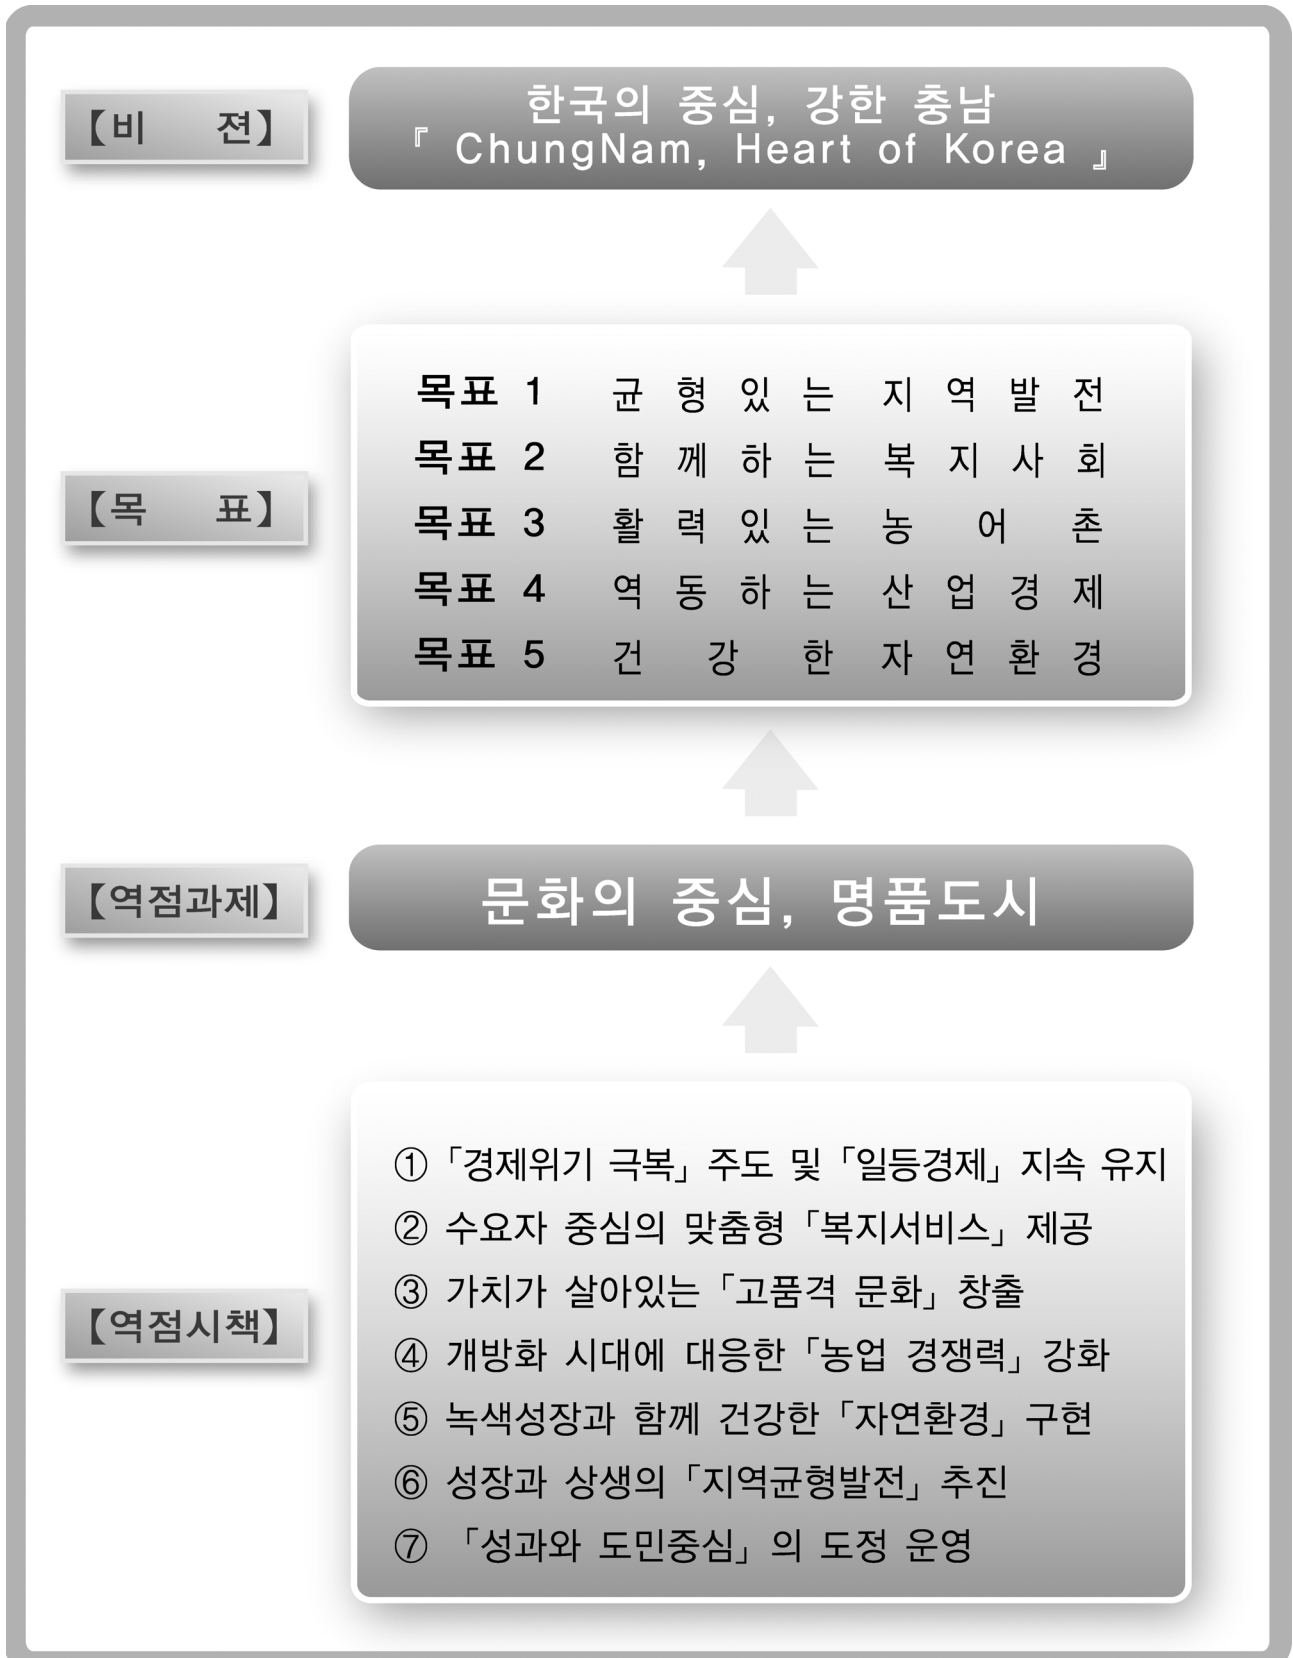 【비 젼】
한국의 중심, 강한 충남
『 ChungNam, Heart of Korea 』
【목 표】
목표 1 균형있는 지역발전
목표 2 함께하는 복지사회
목표 3 활력있는 농어촌
목표 4 역동하는 산업경제
목표 5 건강한 자연환경
【역점과제】
문화의 중심, 명품도시
【역점시책】
①「경제위기 극복」주도 및「일등경제」지속 유지
② 수요자 중심의 맞춤형「복지서비스」제공
③ 가치가 살아있는「고품격 문화」창출
④ 개방화 시대에 대응한「농업 경쟁력」강화
⑤ 녹색성장과 함께 건강한「자연환경」구현
⑥ 성장과 상생의「지역균형발전」추진
⑦ 「성과와 도민중심」의 도정 운영